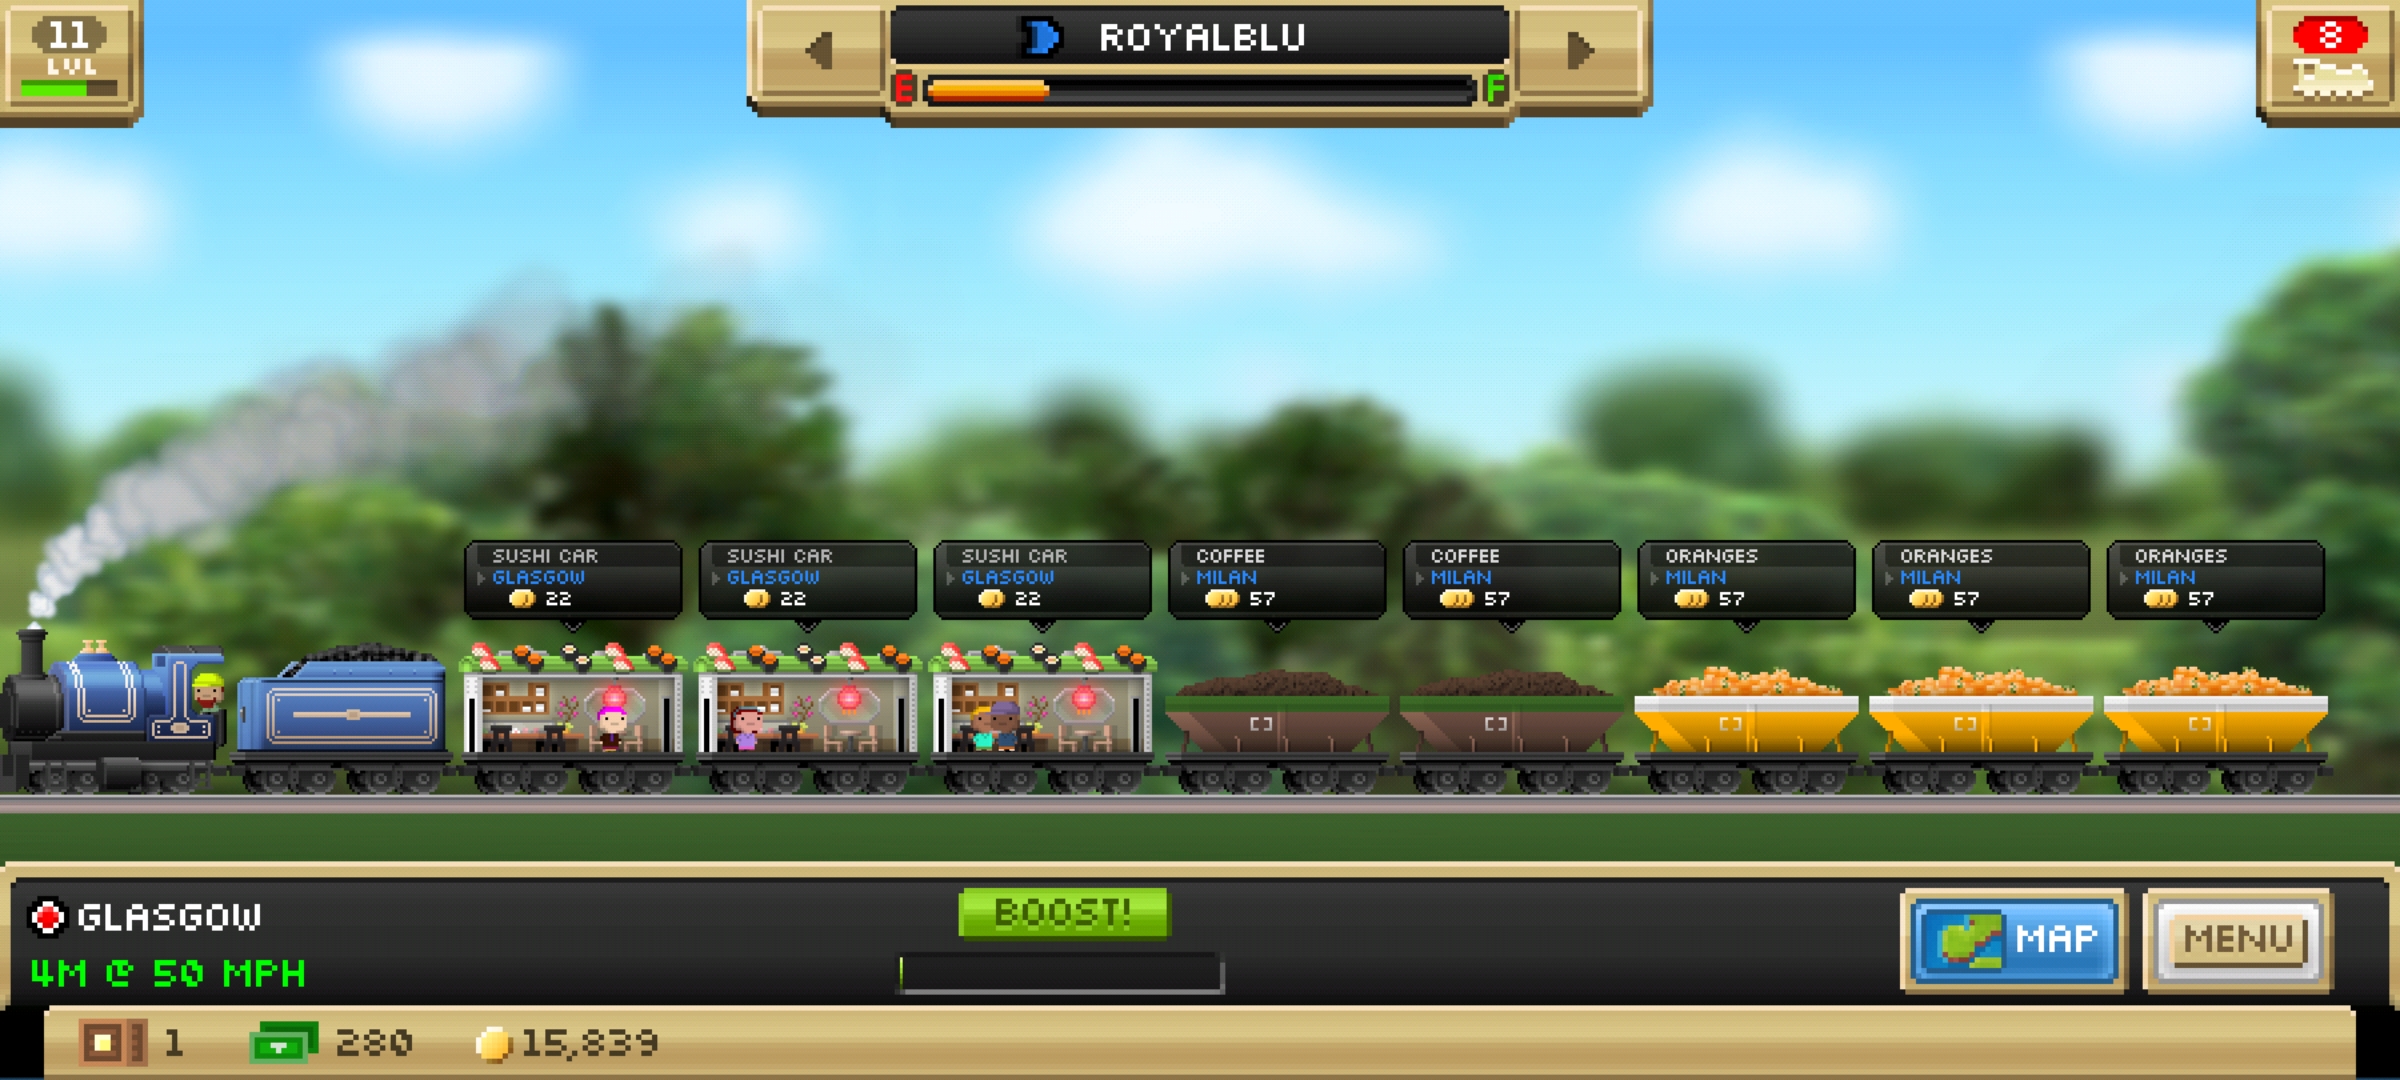 11
LVL
ROYALBLU
E
F
8
SUSHI CAR
GLASGOW
22
SUSHI CAR
GLASGOW
22
SUSHI CAR
GLASGOW
22
COFFEE
MILAN
57
COFFEE
MILAN
57
ORANGES
MILAN
57
ORANGES
MILAN
57
ORANGES
MILAN
57
GLASGOW
4M @ 50 MPH
BOOST!
MAP
MENU
1
280
15,839